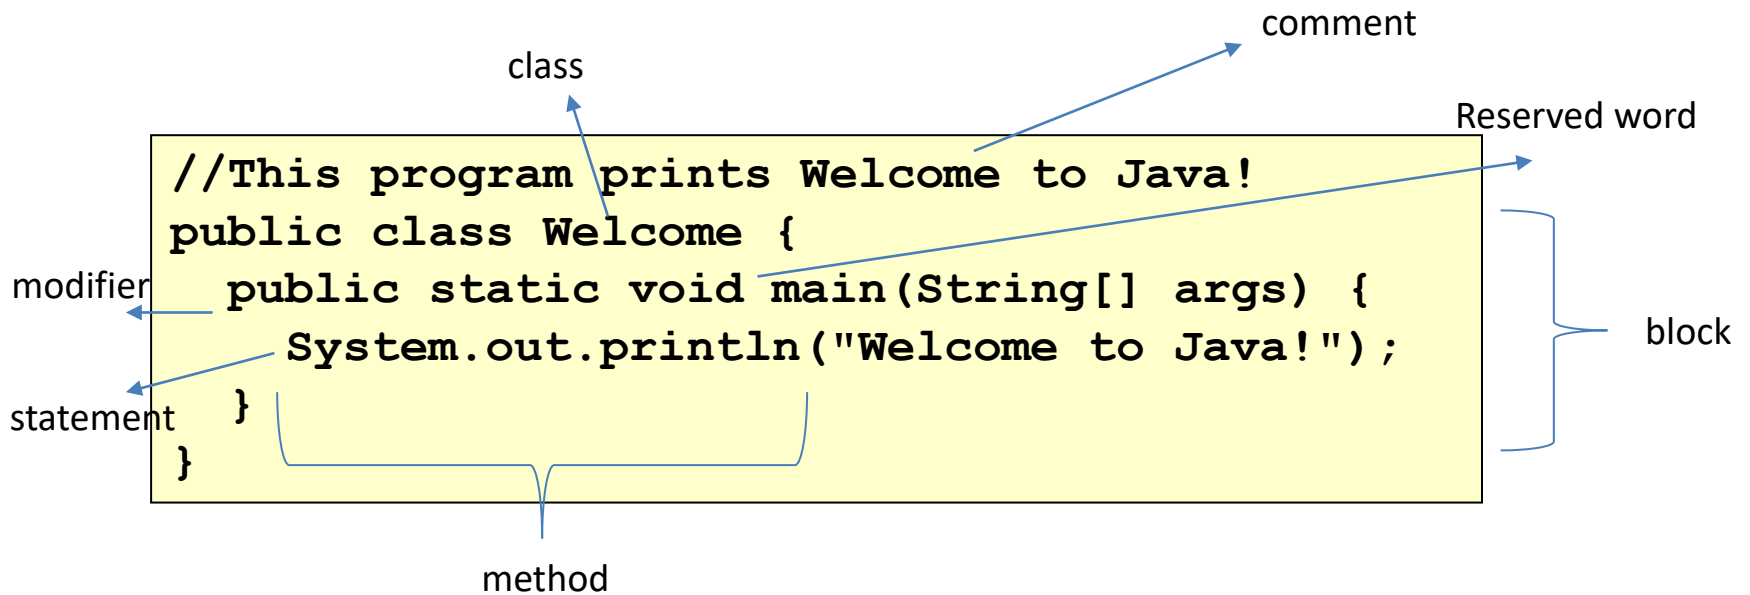 comment
class
Reserved word
//This program prints Welcome to Java!
public class Welcome {
modifier
public static void main(String[] args) {
block
System.out.println("Welcome to Java!");
statement
}
}
method